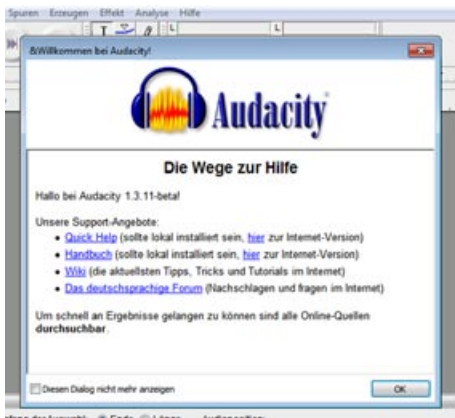 Spuren Erzeugen Effekt Analyse Hilfe
L L
&Willkommen bei Audacity!
Audacity
Die Wege zur Hilfe
Hallo bei Audacity 1.3.11-beta!
Unsere Support-Angebote:
• Quick Help (sollte lokal installiert sein, hier zur Internet-Version)
• Handbuch (sollte lokal installiert sein, hier zur Internet-Version)
• Wiki (die aktuellsten Tipps, Tricks und Tutorials im Internet)
• Das deutschsprachige Forum (Nachschlagen und fragen im Internet)
Um schnell an Ergebnisse gelangen zu können sind alle Online-Quellen
durchsuchbar.
Diesen Dialog nicht mehr anzeigen
OK
der Auswahl: Ende Länge